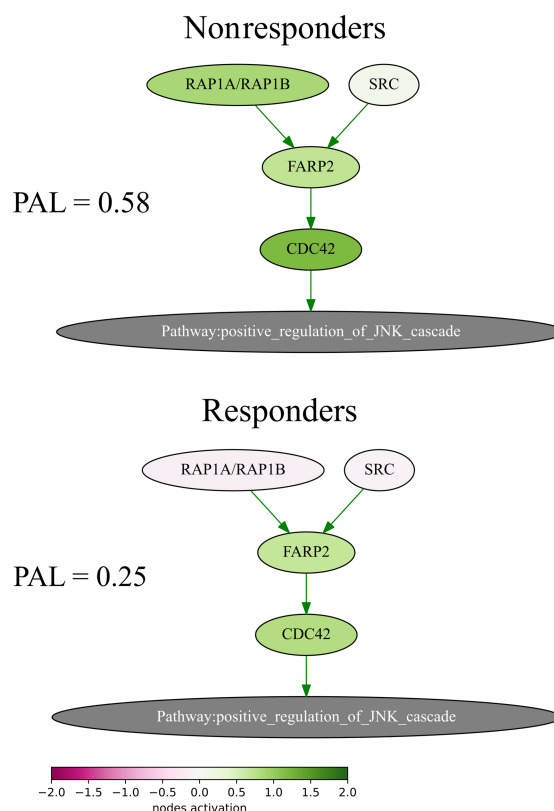 Nonresponders
RAP1A/RAP1B
SRC
FARP2
PAL = 0.58
CDC42
Pathway:positive_regulation_of_JNK_cascade
Responders
RAP1A/RAP1B
SRC
FARP2
PAL = 0.25
CDC42
Pathway:positive_regulation_of_JNK_cascade
−2.0 −1.5 −1.0 −0.5 0.0 0.5 1.0 1.5 2.0
nodes activation